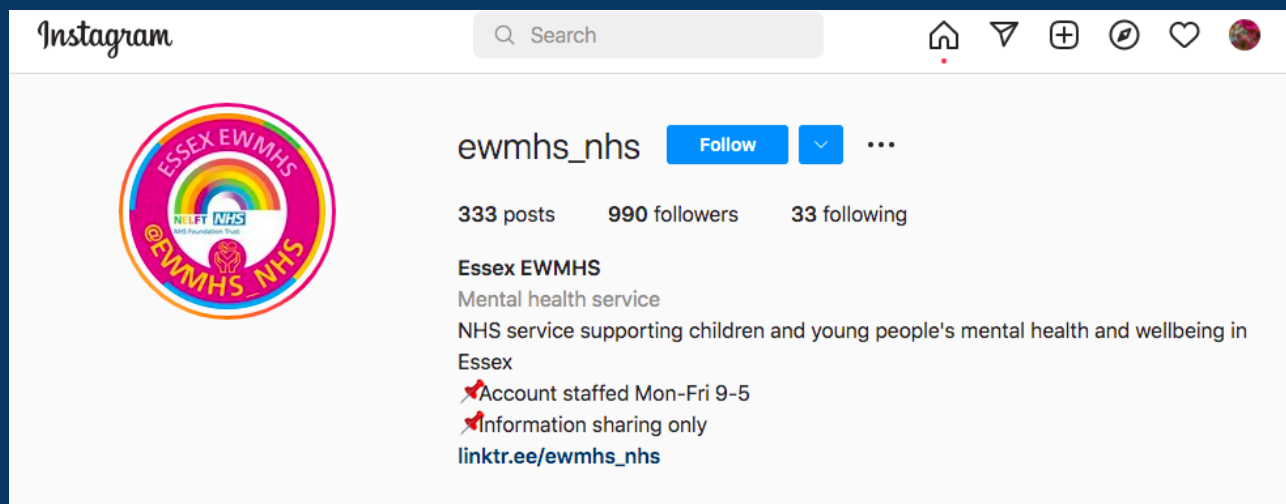 Instagram
Search
ESSEX EWMHS
NELFT NHS
NHS Foundation Trust
@EWMHS_NHS
ewmhs_nhs
Follow
333 posts 990 followers 33 following
Essex EWMHS
Mental health service
NHS service supporting children and young people's mental health and wellbeing in
Essex
📌Account staffed Mon-Fri 9-5
📌Information sharing only
linktr.ee/ewmhs_nhs